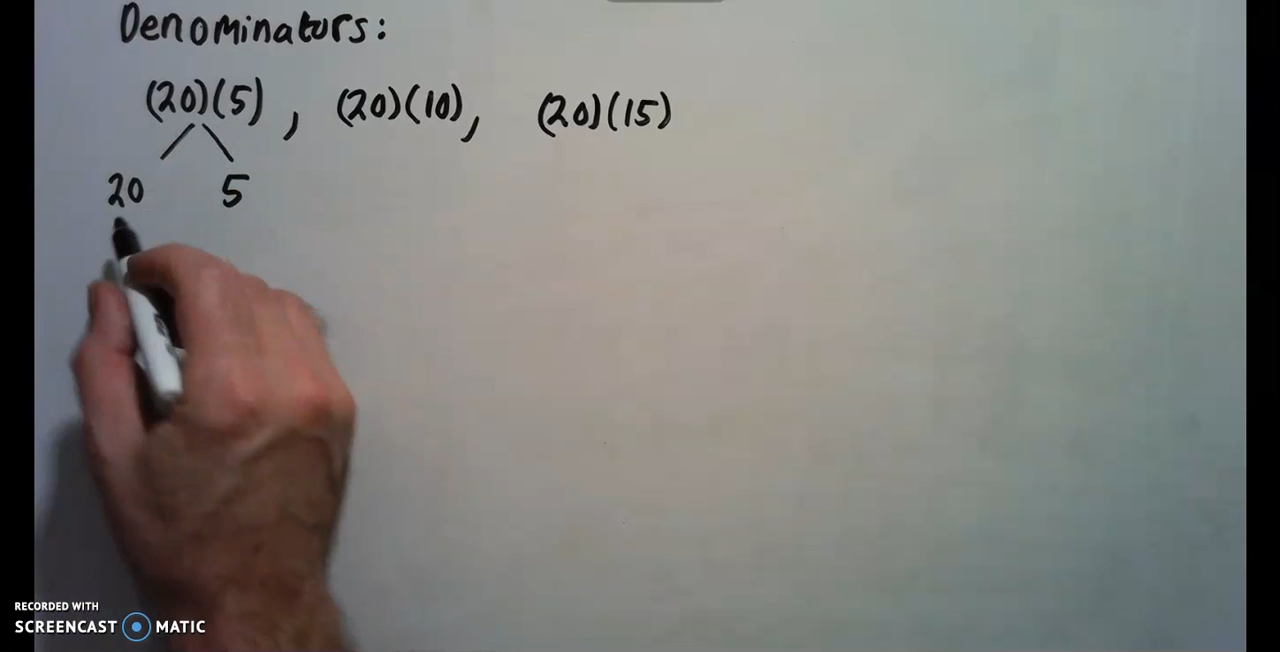 Denominators:
(20)(5), (20)(10), (20)(15)
20 5
RECORDED WITH
SCREENCAST MATIC